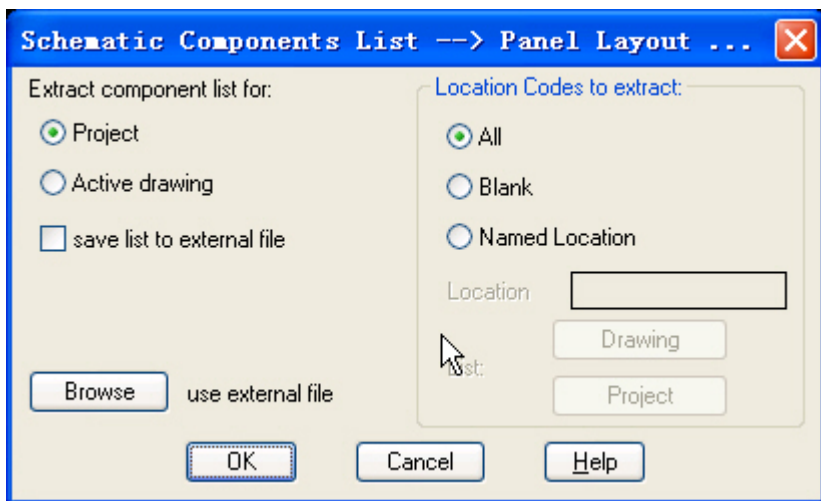 Schematic Components List --> Panel Layout ...
Extract component list for:
Project
Active drawing
save list to external file
Browse
use external file
Location Codes to extract:
All
Blank
Named Location
Location
Drawing
Project
OK
Cancel
Help